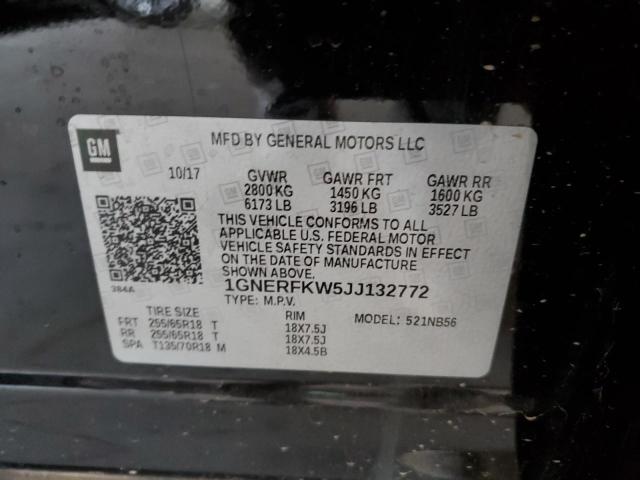 GM
MFD BY GENERAL MOTORS LLC
10/17 GVWR GAWR FRT GAWR RR
2800 KG 1450 KG 1600 KG
6173 LB 3196 LB 3527 LB
THIS VEHICLE CONFORMS TO ALL
APPLICABLE U.S. FEDERAL MOTOR
VEHICLE SAFETY STANDARDS IN EFFECT
ON THE DATE OF MANUFACTURE
SHOWN ABOVE.
384A 1GNERFKW5JJ132772
TYPE: M.P.V. MODEL: 521NB56
TIRE SIZE RIM
FRT 255/65R18 T 18X7.5J
RR 255/65R18 T 18X7.5J
SPA T135/70R18 M 18X4.5B